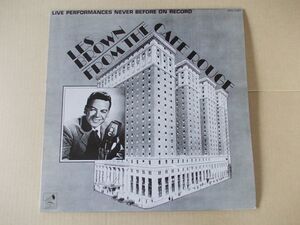 LIVE PERFORMANCES NEVER BEFORE ON RECORD
LES
BROWN
FROM THE
CAFE ROUGE